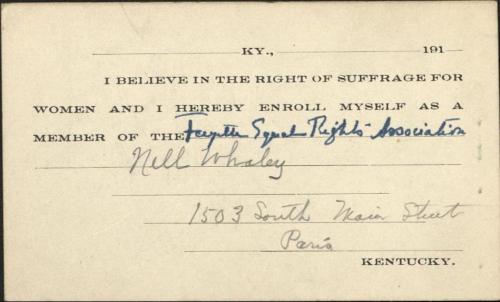 KY., 191
I BELIEVE IN THE RIGHT OF SUFFRAGE FOR
WOMEN AND I HEREBY ENROLL MYSELF AS A
MEMBER OF THE Fayette Equal Rights Association
Nell Whaley
1503 South Main Street
Paris
KENTUCKY.